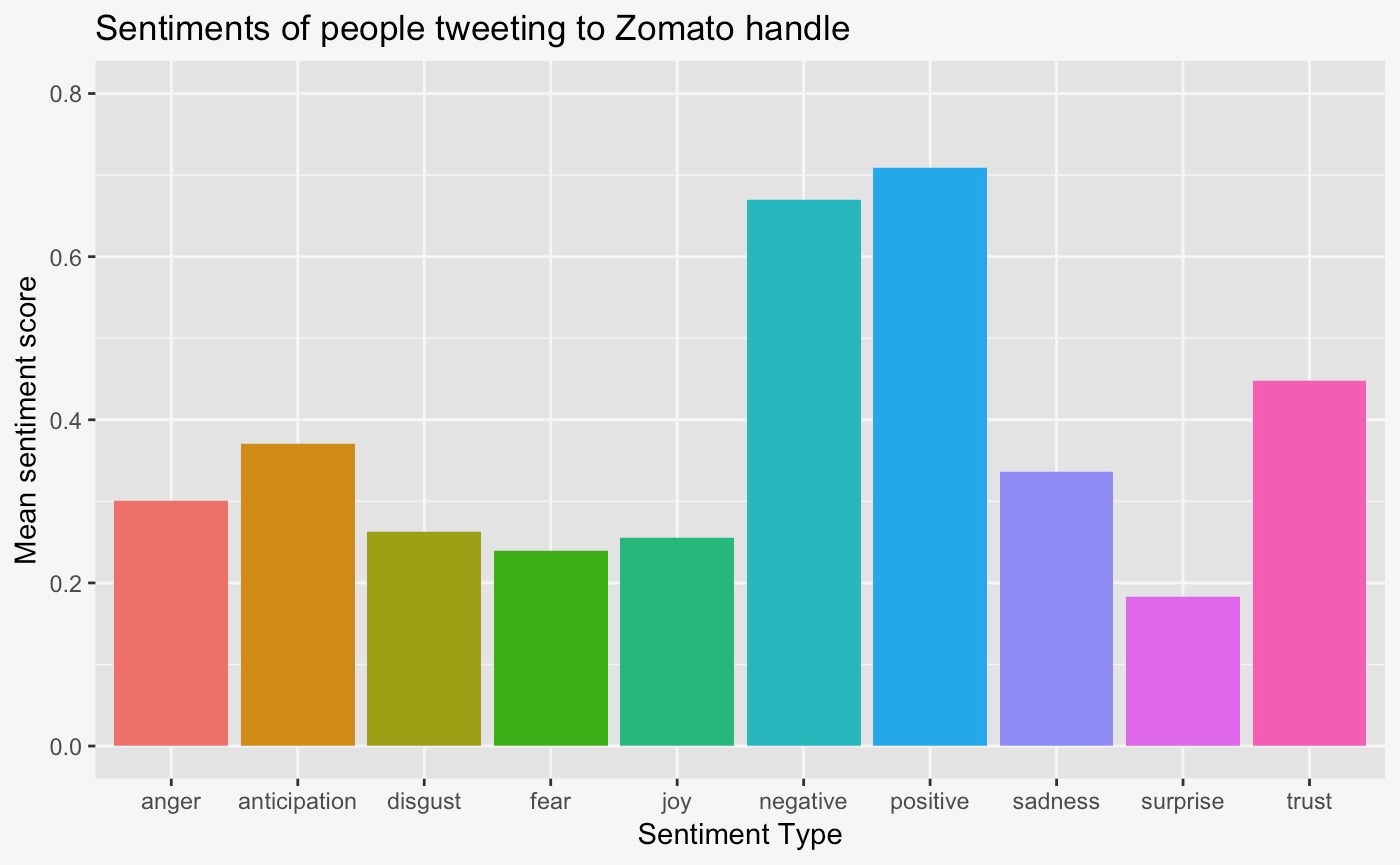 Sentiments of people tweeting to Zomato handle
Mean sentiment score
0.8
0.6
0.4
0.2
0.0
anger anticipation disgust fear joy negative positive sadness surprise trust
Sentiment Type